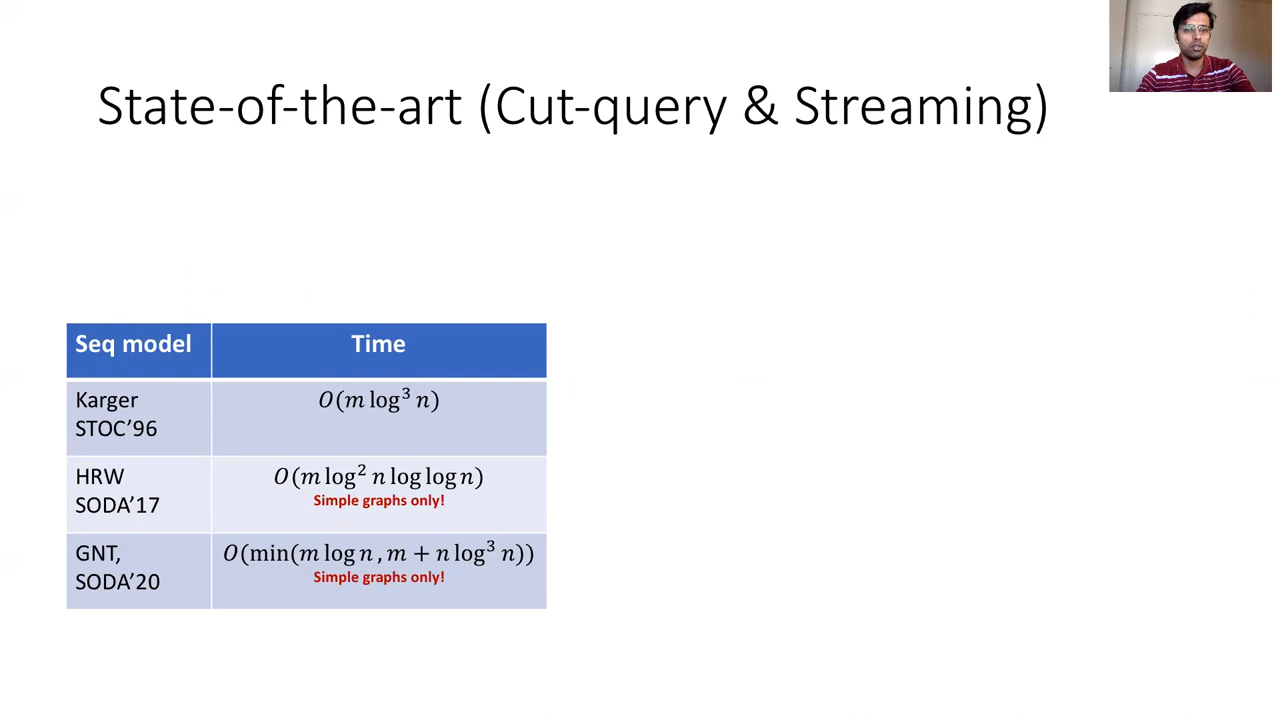 State-of-the-art (Cut-query & Streaming)
Seq model Time
Karger STOC’96 O(m log³ n)
HRW SODA’17 O(m log² n log log n)
Simple graphs only!
GNT, SODA’20 O(min(m log n , m + n log³ n))
Simple graphs only!